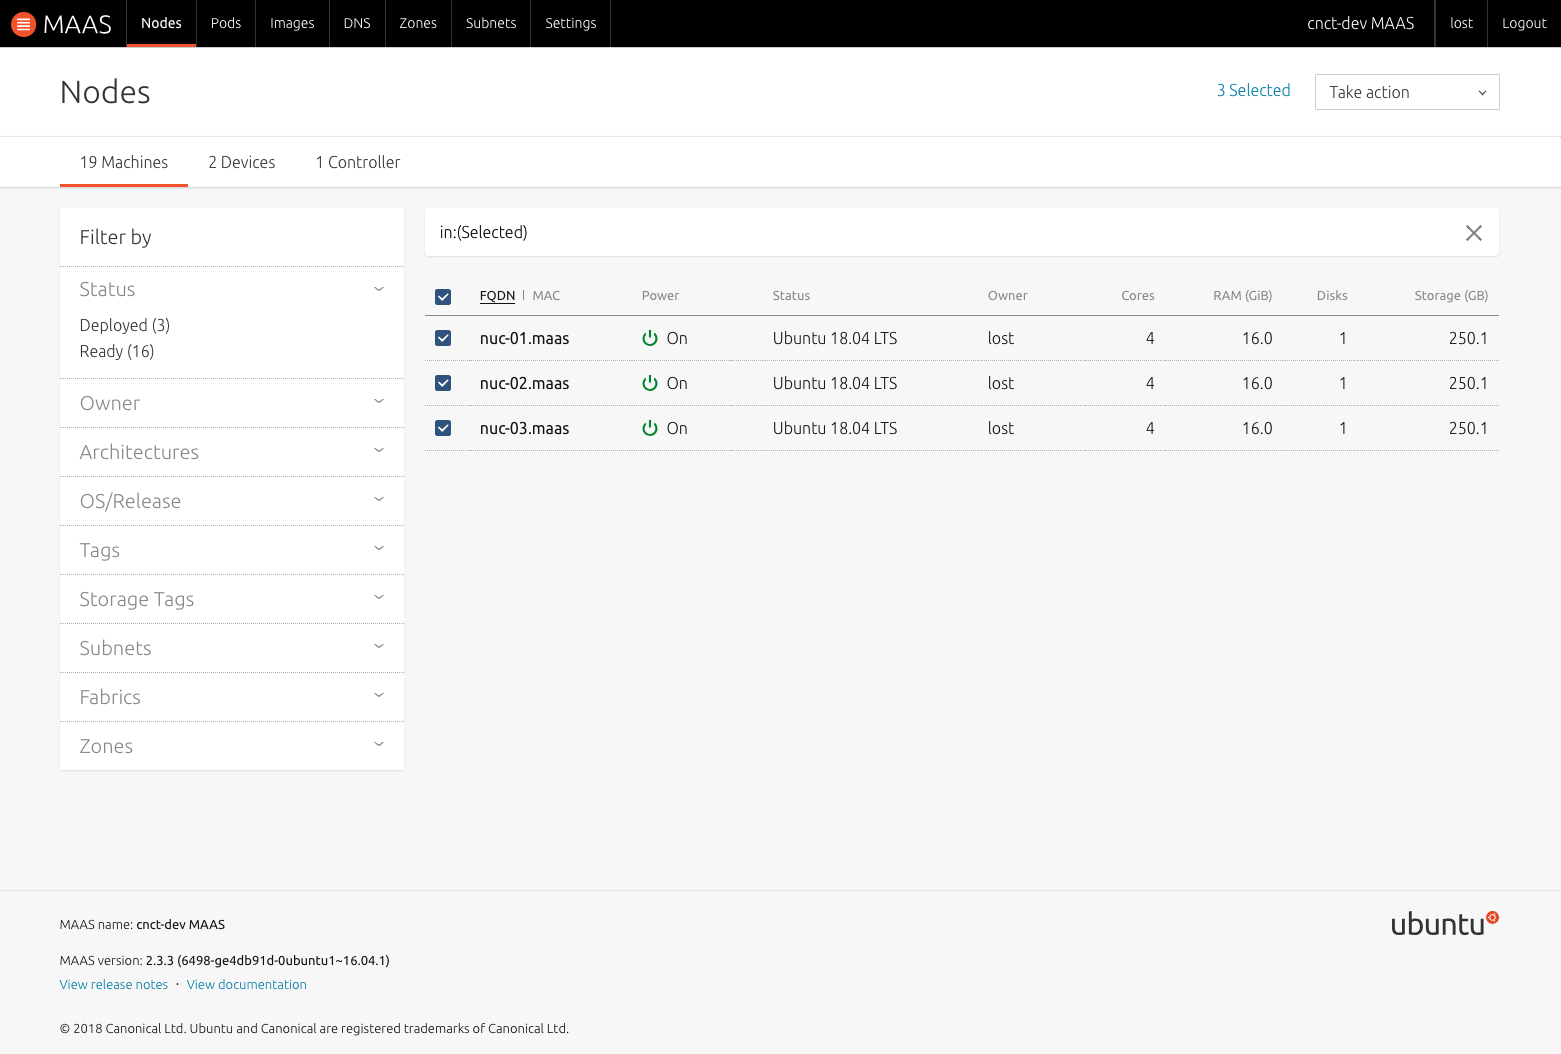 MAAS Nodes Pods Images DNS Zones Subnets Settings cnct-dev MAAS lost Logout
Nodes 3 Selected Take action
19 Machines 2 Devices 1 Controller
Filter by
Status
Deployed (3)
Ready (16)
Owner
Architectures
OS/Release
Tags
Storage Tags
Subnets
Fabrics
Zones
in:(Selected)
FQDN | MAC Power Status Owner Cores RAM (GiB) Disks Storage (GB)
nuc-01.maas On Ubuntu 18.04 LTS lost 4 16.0 1 250.1
nuc-02.maas On Ubuntu 18.04 LTS lost 4 16.0 1 250.1
nuc-03.maas On Ubuntu 18.04 LTS lost 4 16.0 1 250.1
MAAS name: cnct-dev MAAS
ubuntu
MAAS version: 2.3.3 (6498-ge4db91d-0ubuntu1~16.04.1)
View release notes · View documentation
© 2018 Canonical Ltd. Ubuntu and Canonical are registered trademarks of Canonical Ltd.